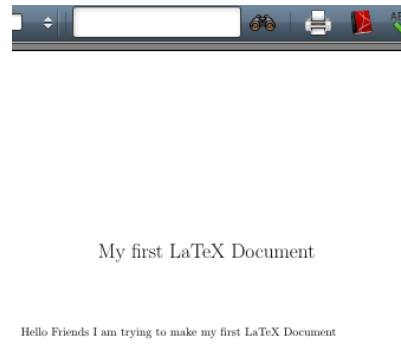 My first LaTeX Document
Hello Friends I am trying to make my first LaTeX Document